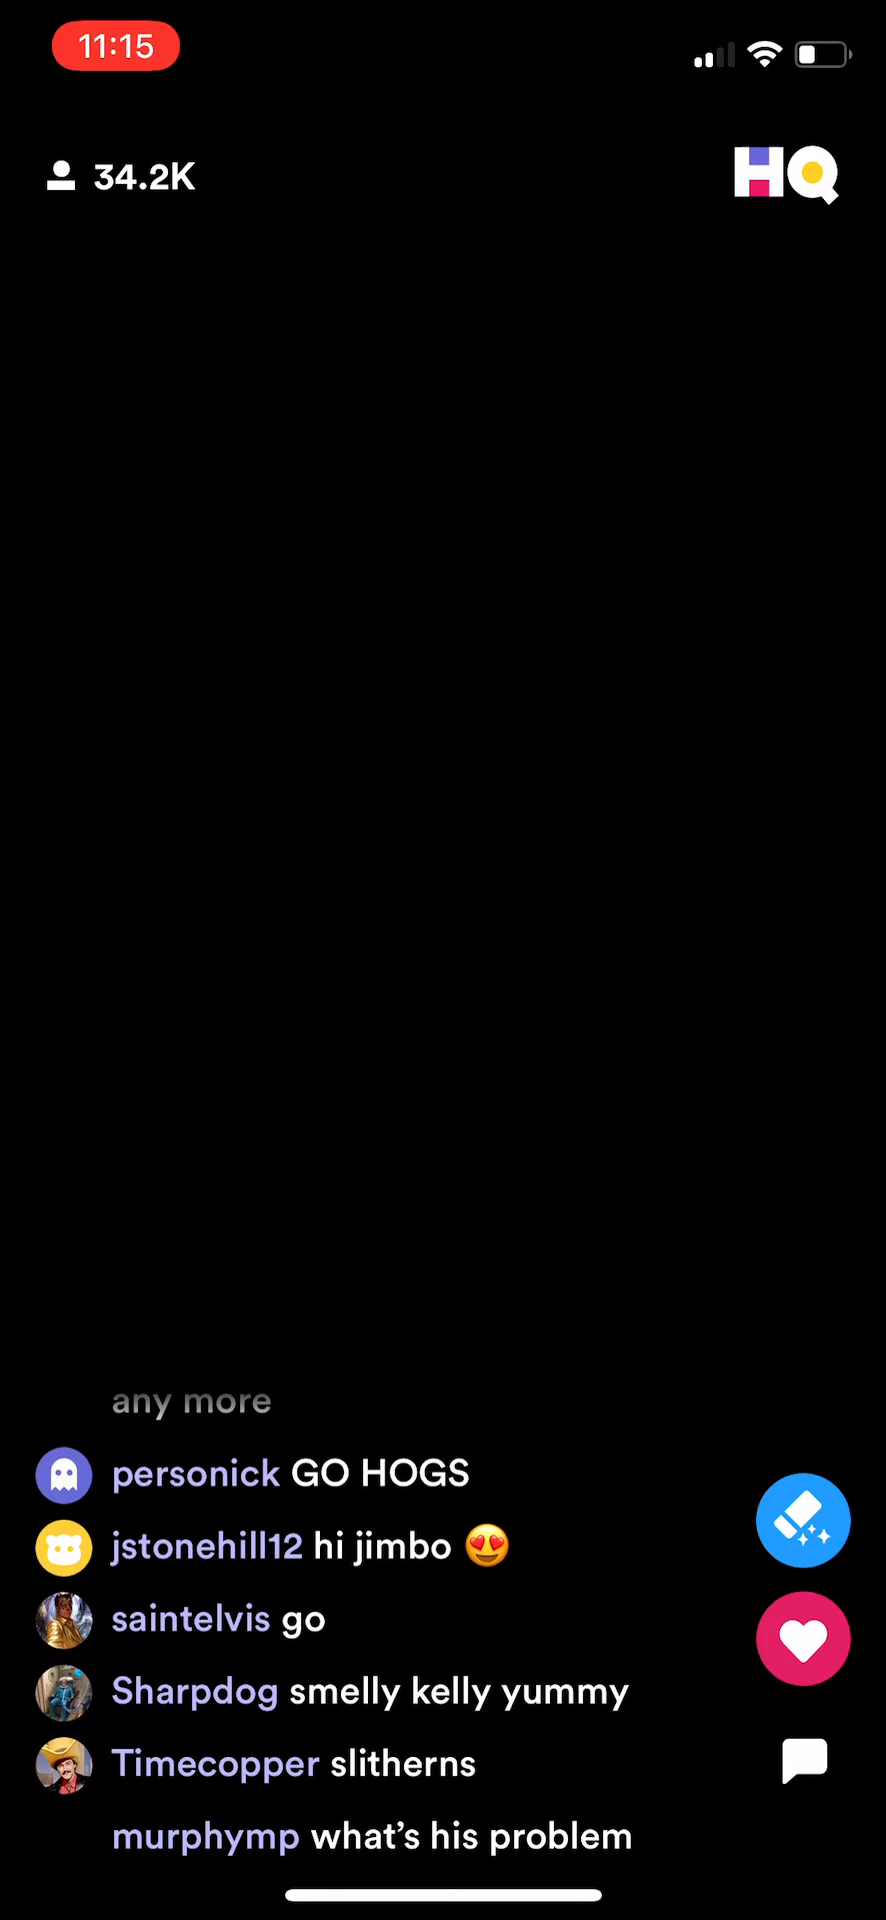 11:15
34.2K
HQ
any more
personick GO HOGS
jstonehill12 hi jimbo 😍
saintelvis go
Sharpdog smelly kelly yummy
Timecopper slitherns
murphymp what’s his problem